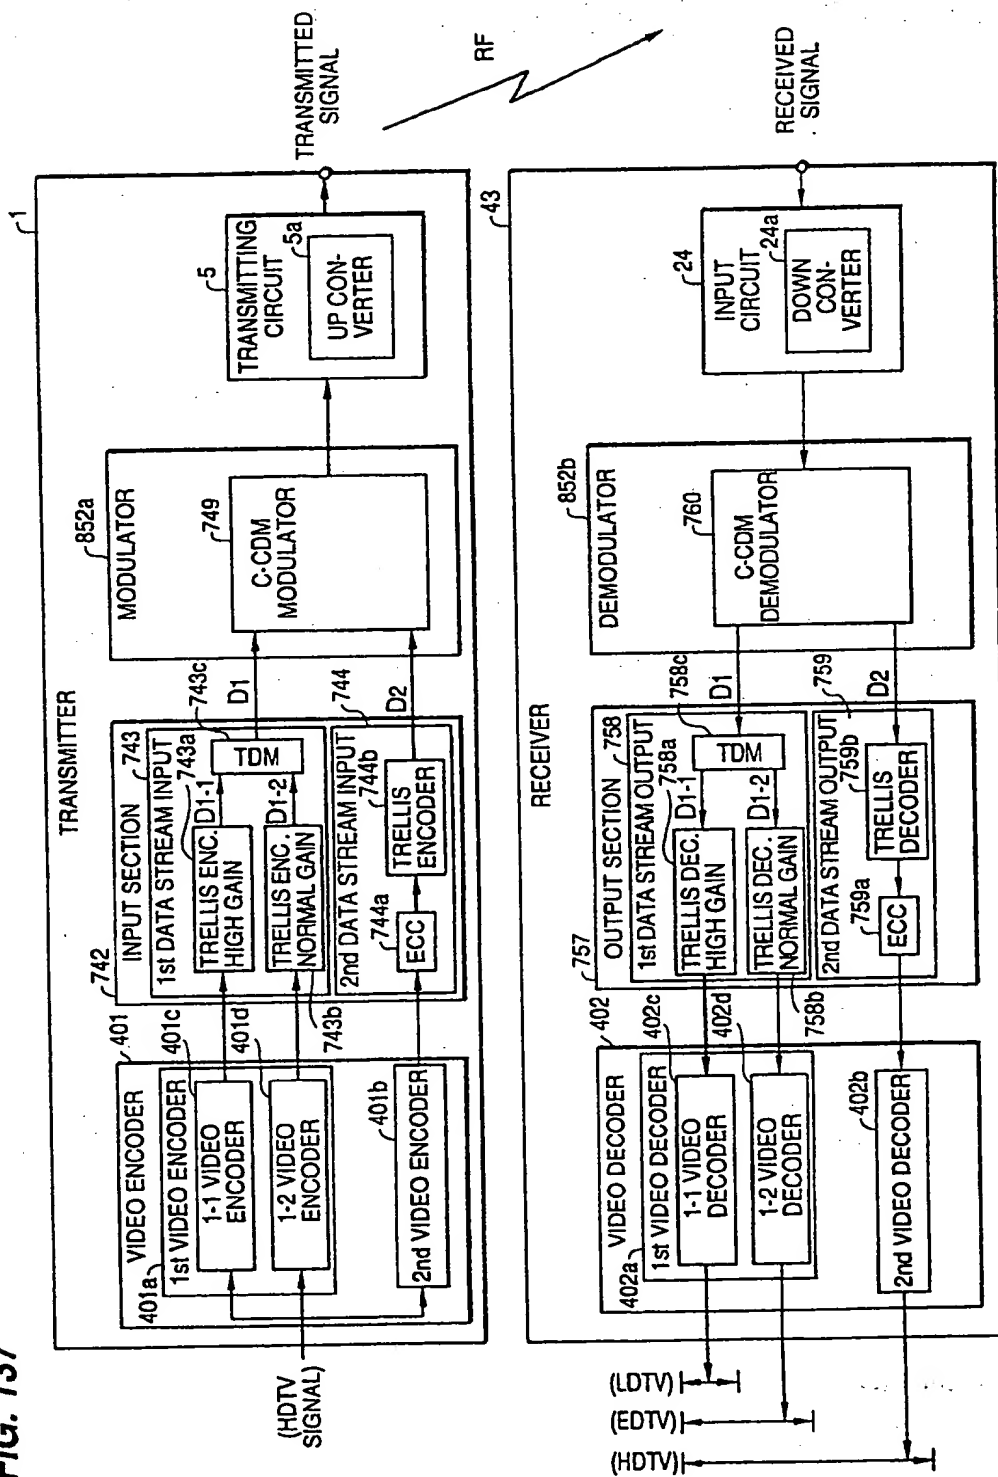 FIG. 137
1
TRANSMITTER
(HDTV
SIGNAL)
401
VIDEO ENCODER
401a
1st VIDEO ENCODER
401c
1-1 VIDEO
ENCODER
401d
1-2 VIDEO
ENCODER
401b
2nd VIDEO ENCODER
742
INPUT SECTION
743
1st DATA STREAM INPUT
743a
TRELLIS ENC.
HIGH GAIN
D1-1
743c
TDM
TRELLIS ENC.
NORMAL GAIN
D1-2
743b
744
2nd DATA STREAM INPUT
744a
ECC
744b
TRELLIS
ENCODER
D1
D2
852a
MODULATOR
749
C-CDM
MODULATOR
5
TRANSMITTING
CIRCUIT
5a
UP CON-
VERTER
TRANSMITTED
SIGNAL
RF
43
RECEIVER
RECEIVED
SIGNAL
24
INPUT
CIRCUIT
24a
DOWN
CON-
VERTER
852b
DEMODULATOR
760
C-CDM
DEMODULATOR
D1
D2
757
OUTPUT SECTION
758
1st DATA STREAM OUTPUT
758a
TRELLIS DEC.
HIGH GAIN
D1-1
758c
TDM
TRELLIS DEC.
NORMAL GAIN
D1-2
758b
759
2nd DATA STREAM OUTPUT
759a
ECC
759b
TRELLIS
DECODER
402
VIDEO DECODER
402a
1st VIDEO DECODER
402c
1-1 VIDEO
DECODER
402d
1-2 VIDEO
DECODER
402b
2nd VIDEO DECODER
(LDTV)
(EDTV)
(HDTV)